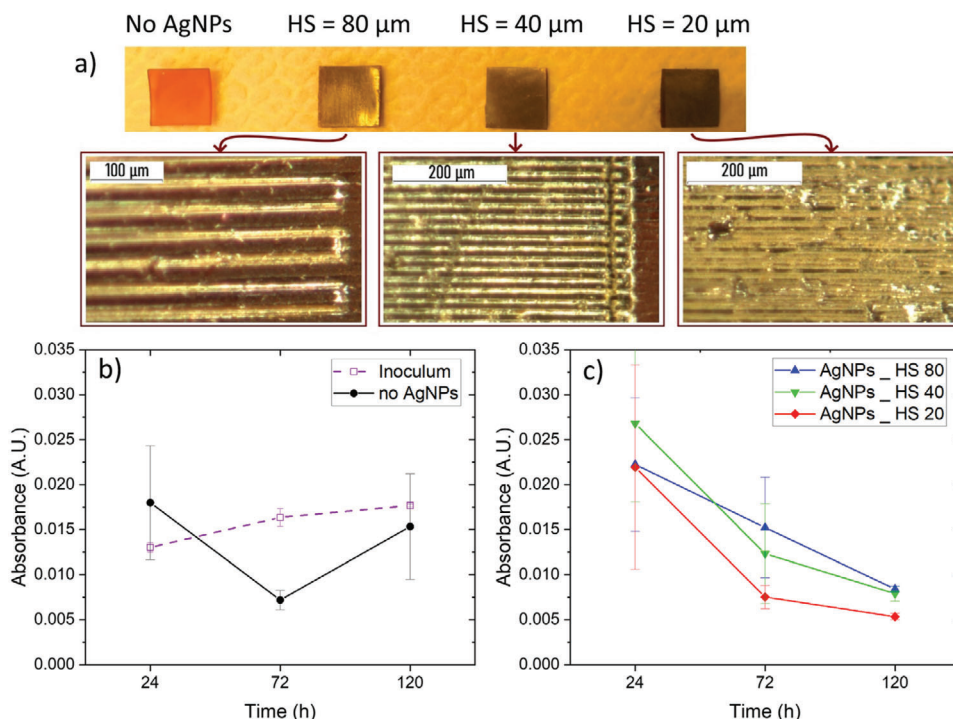 No AgNPs HS = 80 µm HS = 40 µm HS = 20 µm
a)
100 µm
200 µm
200 µm
b)
Inoculum
no AgNPs
0.035
0.030
0.025
0.020
0.015
0.010
0.005
0.000
Absorbance (A.U.)
24 72 120
Time (h)
c)
AgNPs _ HS 80
AgNPs _ HS 40
AgNPs _ HS 20
0.035
0.030
0.025
0.020
0.015
0.010
0.005
0.000
Absorbance (A.U.)
24 72 120
Time (h)